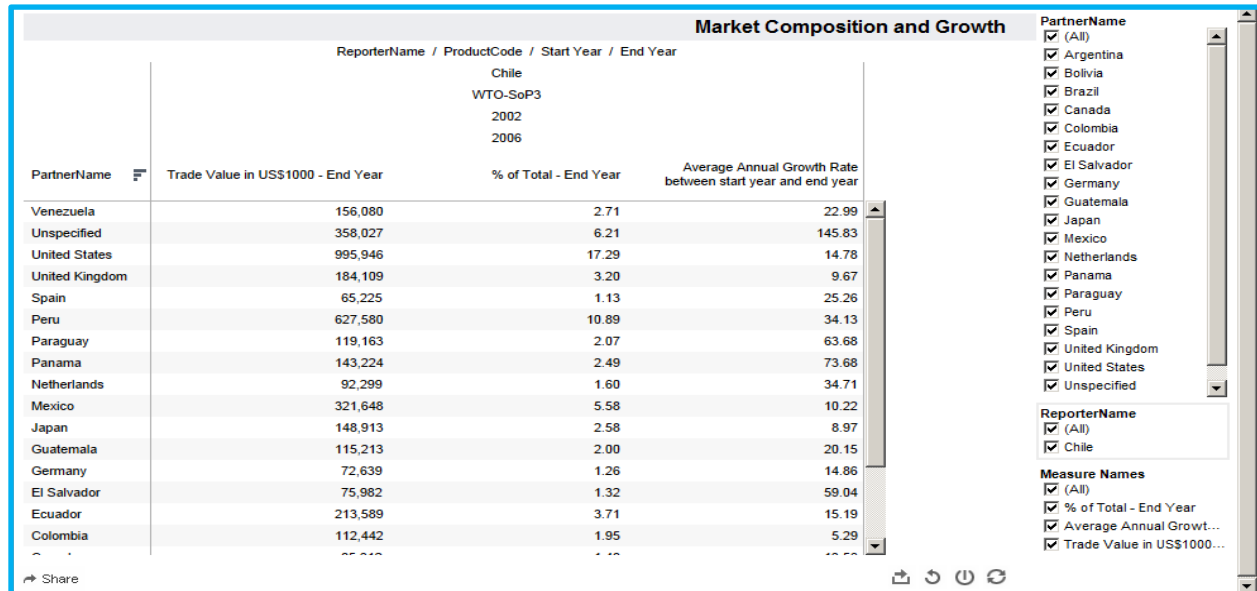 Market Composition and Growth
ReporterName / ProductCode / Start Year / End Year
Chile
WTO-SoP3
2002
2006
PartnerName Trade Value in US$1000 - End Year % of Total - End Year Average Annual Growth Rate between start year and end year
Venezuela 156,080 2.71 22.99
Unspecified 358,027 6.21 145.83
United States 995,946 17.29 14.78
United Kingdom 184,109 3.20 9.67
Spain 65,225 1.13 25.26
Peru 627,580 10.89 34.13
Paraguay 119,163 2.07 63.68
Panama 143,224 2.49 73.68
Netherlands 92,299 1.60 34.71
Mexico 321,648 5.58 10.22
Japan 148,913 2.58 8.97
Guatemala 115,213 2.00 20.15
Germany 72,639 1.26 14.86
El Salvador 75,982 1.32 59.04
Ecuador 213,589 3.71 15.19
Colombia 112,442 1.95 5.29
Share
PartnerName
(All)
Argentina
Bolivia
Brazil
Canada
Colombia
Ecuador
El Salvador
Germany
Guatemala
Japan
Mexico
Netherlands
Panama
Paraguay
Peru
Spain
United Kingdom
United States
Unspecified
ReporterName
(All)
Chile
Measure Names
(All)
% of Total - End Year
Average Annual Growt...
Trade Value in US$1000...